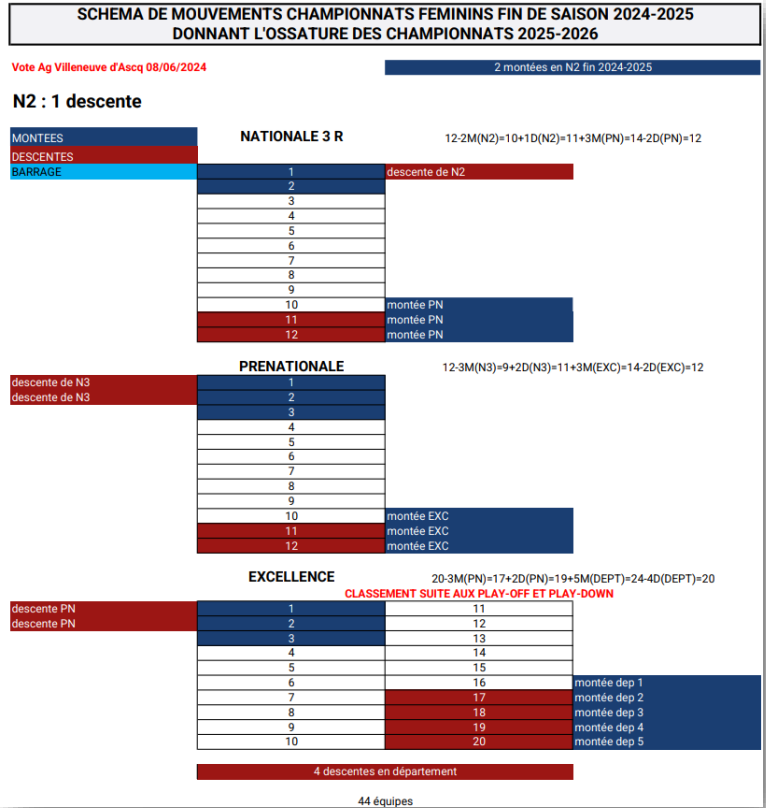 SCHEMA DE MOUVEMENTS CHAMPIONNATS FEMININS FIN DE SAISON 2024-2025
DONNANT L'OSSATURE DES CHAMPIONNATS 2025-2026
Vote Ag Villeneuve d'Ascq 08/06/2024 2 montées en N2 fin 2024-2025
N2 : 1 descente
MONTEES NATIONALE 3 R 12-2M(N2)=10+1D(N2)=11+3M(PN)=14-2D(PN)=12
DESCENTES
BARRAGE 1 descente de N2
2
3
4
5
6
7
8
9
10 montée PN
11 montée PN
12 montée PN
PRENATIONALE 12-3M(N3)=9+2D(N3)=11+3M(EXC)=14-2D(EXC)=12
descente de N3 1
descente de N3 2
3
4
5
6
7
8
9
10 montée EXC
11 montée EXC
12 montée EXC
EXCELLENCE 20-3M(PN)=17+2D(PN)=19+5M(DEPT)=24-4D(DEPT)=20
CLASSEMENT SUITE AUX PLAY-OFF ET PLAY-DOWN
descente PN 1 11
descente PN 2 12
3 13
4 14
5 15
6 16 montée dep 1
7 17 montée dep 2
8 18 montée dep 3
9 19 montée dep 4
10 20 montée dep 5
4 descentes en département
44 équipes